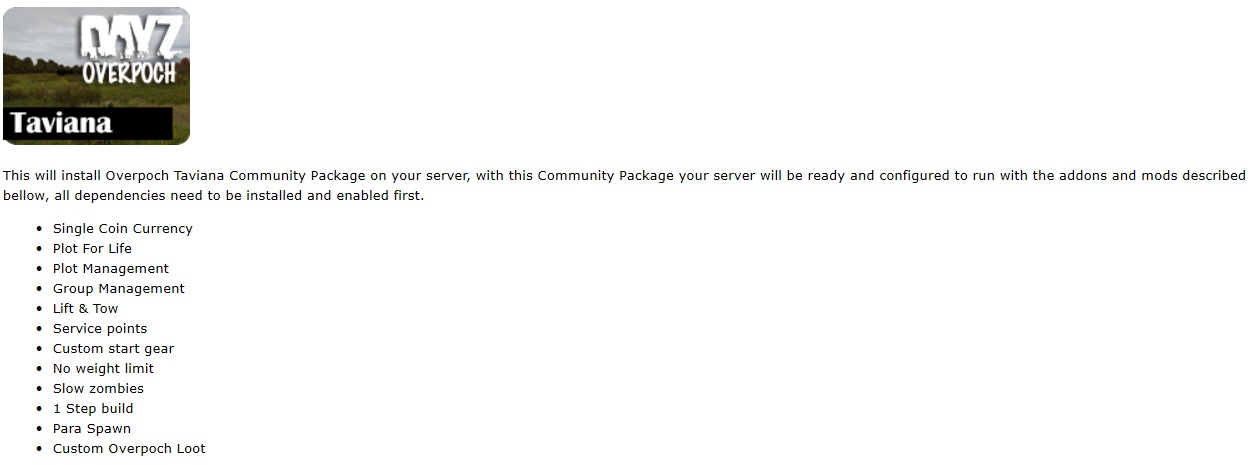 DAYZ
OVERPOCH
Taviana
This will install Overpoch Taviana Community Package on your server, with this Community Package your server will be ready and configured to run with the addons and mods described
bellow, all dependencies need to be installed and enabled first.
• Single Coin Currency
• Plot For Life
• Plot Management
• Group Management
• Lift & Tow
• Service points
• Custom start gear
• No weight limit
• Slow zombies
• 1 Step build
• Para Spawn
• Custom Overpoch Loot